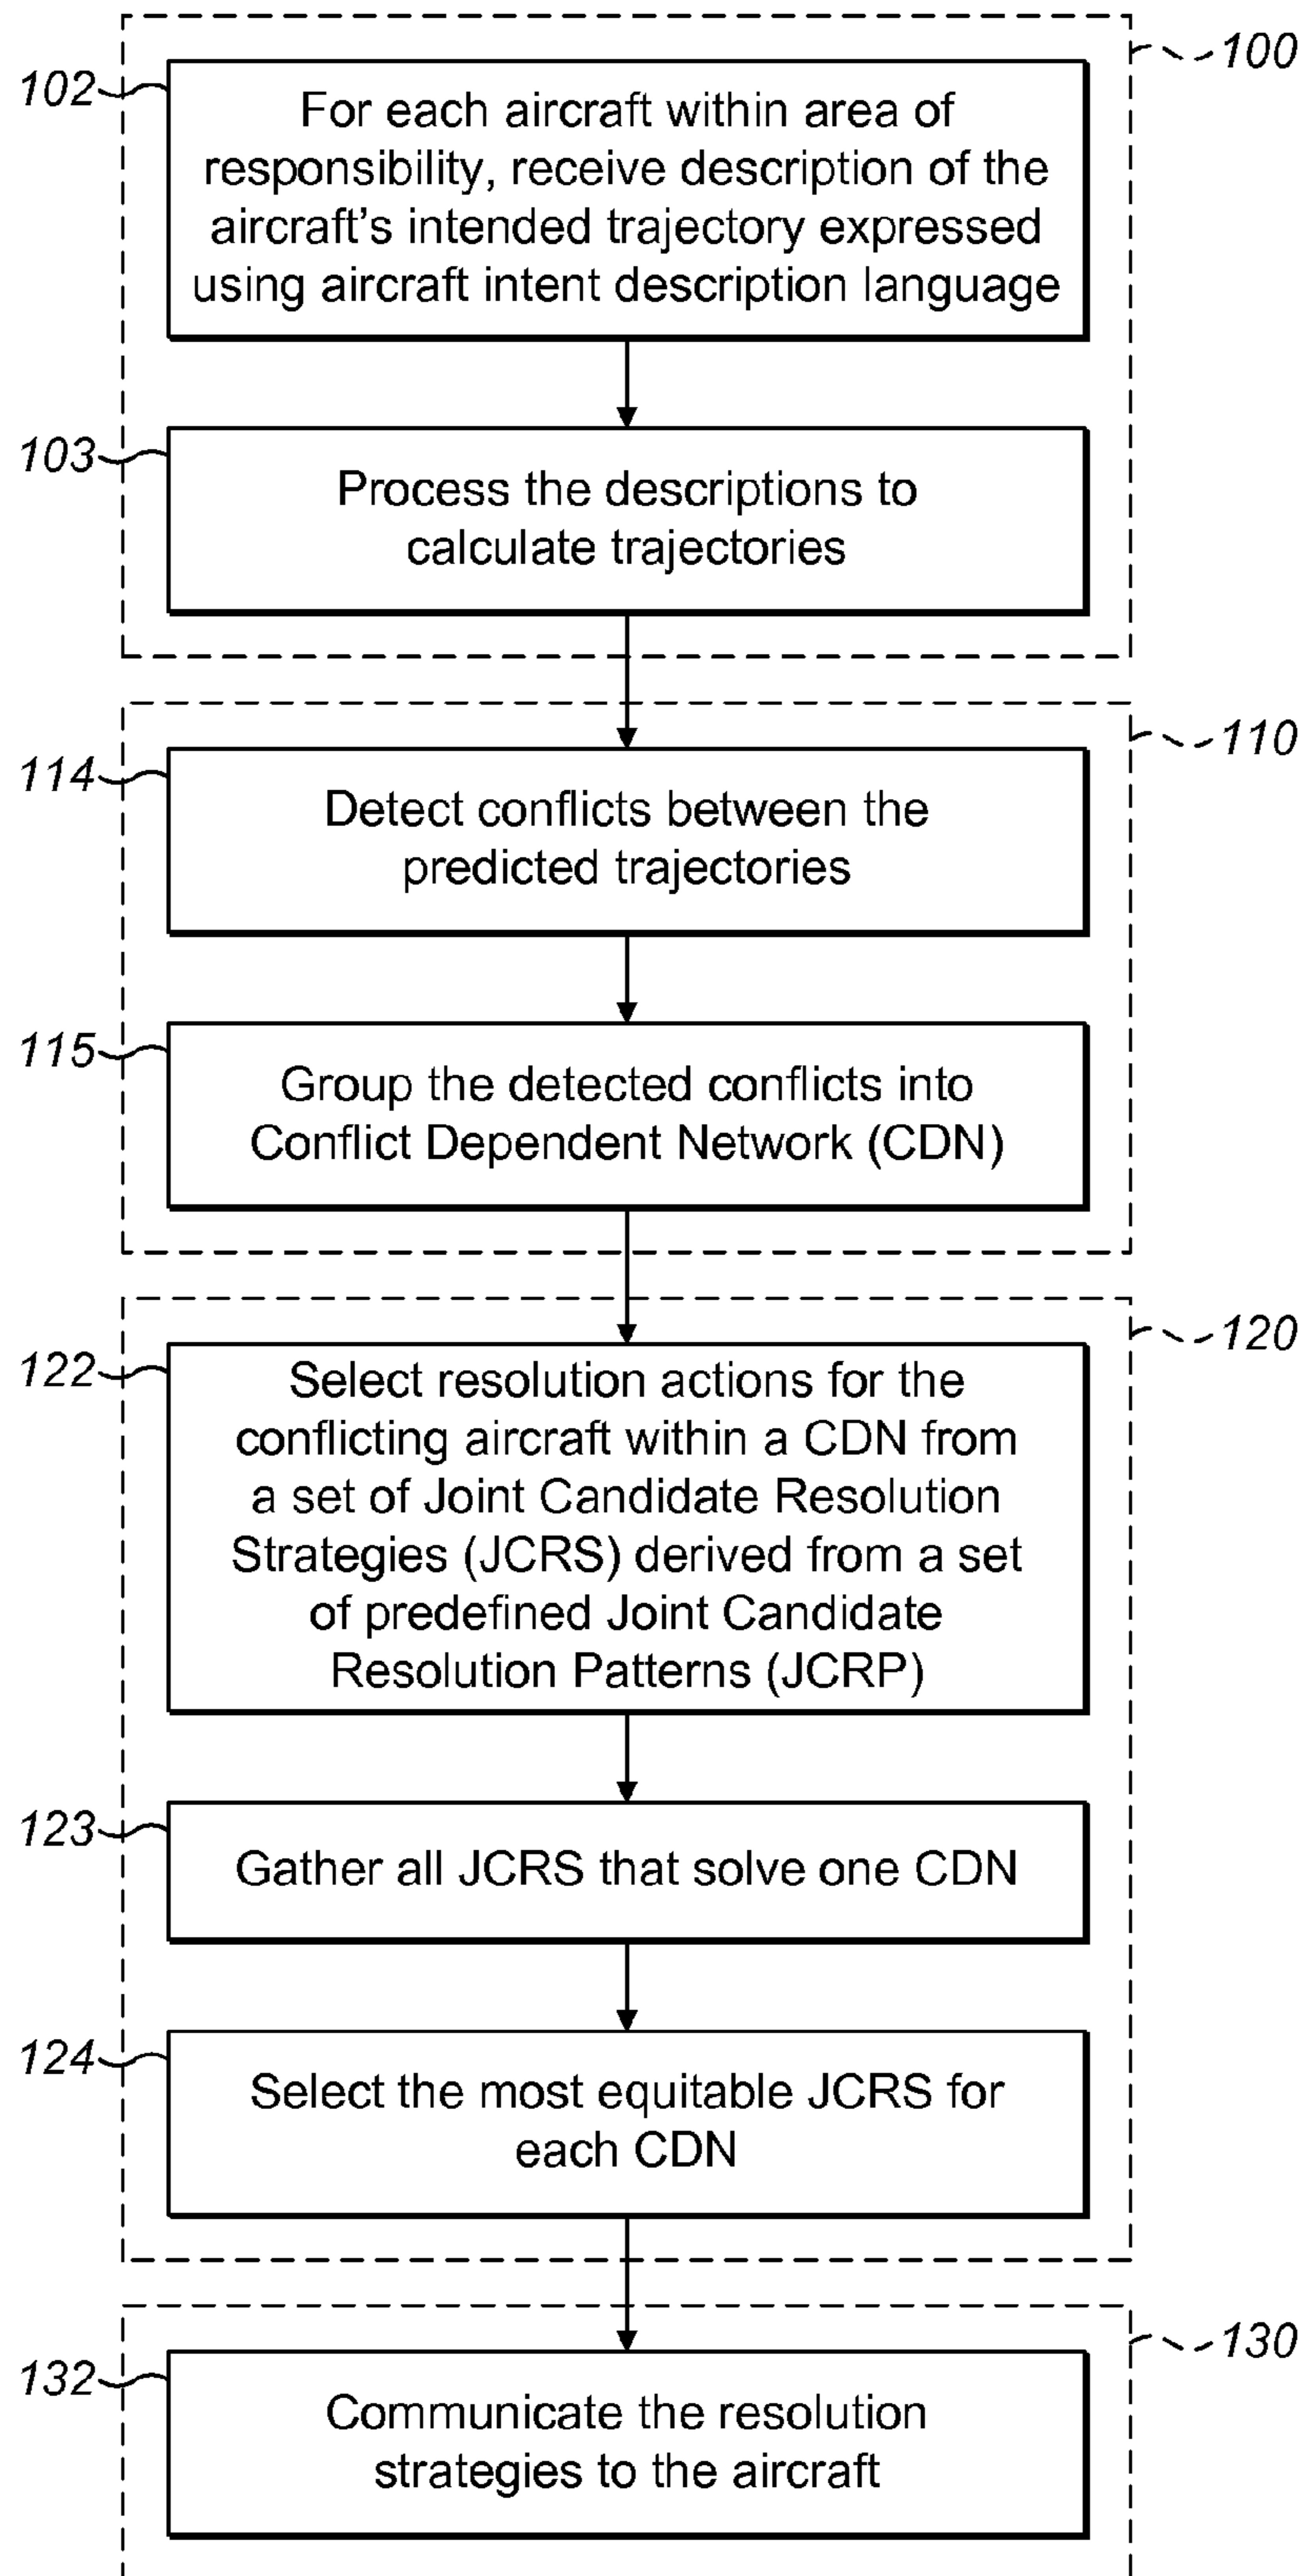 100
102
For each aircraft within area of
responsibility, receive description of the
aircraft's intended trajectory expressed
using aircraft intent description language
103
Process the descriptions to
calculate trajectories
110
114
Detect conflicts between the
predicted trajectories
115
Group the detected conflicts into
Conflict Dependent Network (CDN)
120
122
Select resolution actions for the
conflicting aircraft within a CDN from
a set of Joint Candidate Resolution
Strategies (JCRS) derived from a set
of predefined Joint Candidate
Resolution Patterns (JCRP)
123
Gather all JCRS that solve one CDN
124
Select the most equitable JCRS for
each CDN
130
132
Communicate the resolution
strategies to the aircraft